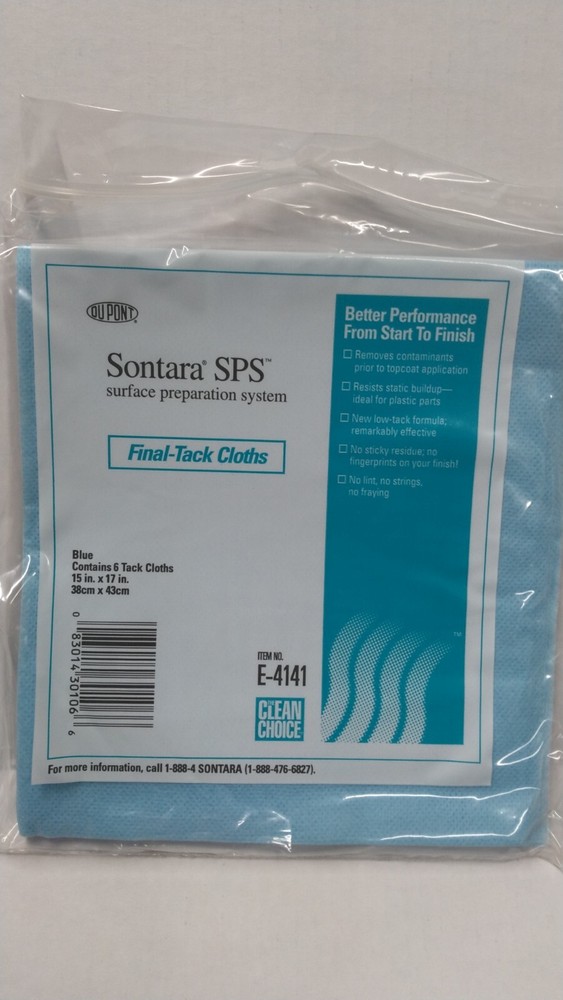 DU PONT®
Sontara® SPS™
surface preparation system
Final-Tack Cloths
Blue
Contains 6 Tack Cloths
15 in. x 17 in.
38cm x 43cm
0 83014 30106 6
ITEM NO.
E-4141
THE
CLEAN
CHOICE
Better Performance
From Start To Finish
☐ Removes contaminants
prior to topcoat application
☐ Resists static buildup—
ideal for plastic parts
☐ New low-tack formula;
remarkably effective
☐ No sticky residue; no
fingerprints on your finish!
☐ No lint, no strings,
no fraying
TM
For more information, call 1-888-4 SONTARA (1-888-476-6827).